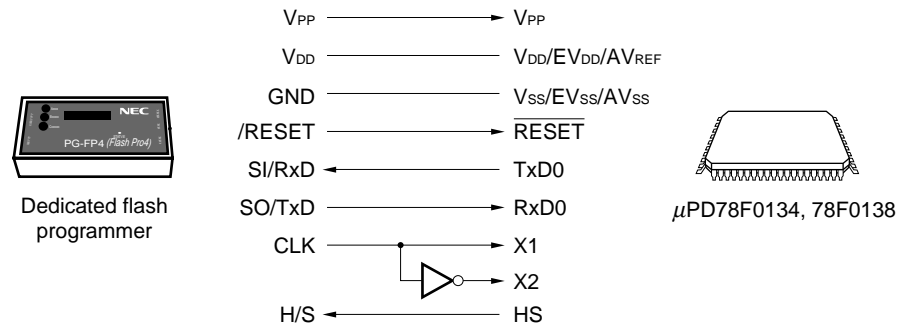 VPP VPP
VDD VDD/EVDD/AVREF
GND VSS/EVSS/AVSS
/RESET RESET
SI/RxD TxD0
SO/TxD RxD0
CLK X1
X2
H/S HS
NEC
PG-FP4 (Flash Pro4)
Dedicated flash
programmer
μPD78F0134, 78F0138